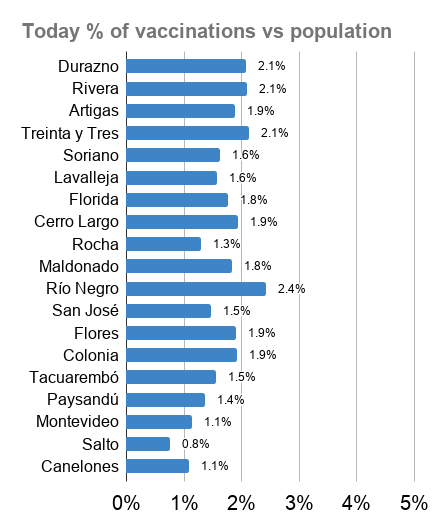 Today % of vaccinations vs population
Durazno 2.1%
Rivera 2.1%
Artigas 1.9%
Treinta y Tres 2.1%
Soriano 1.6%
Lavalleja 1.6%
Florida 1.8%
Cerro Largo 1.9%
Rocha 1.3%
Maldonado 1.8%
Río Negro 2.4%
San José 1.5%
Flores 1.9%
Colonia 1.9%
Tacuarembó 1.5%
Paysandú 1.4%
Montevideo 1.1%
Salto 0.8%
Canelones 1.1%
0% 1% 2% 3% 4% 5%